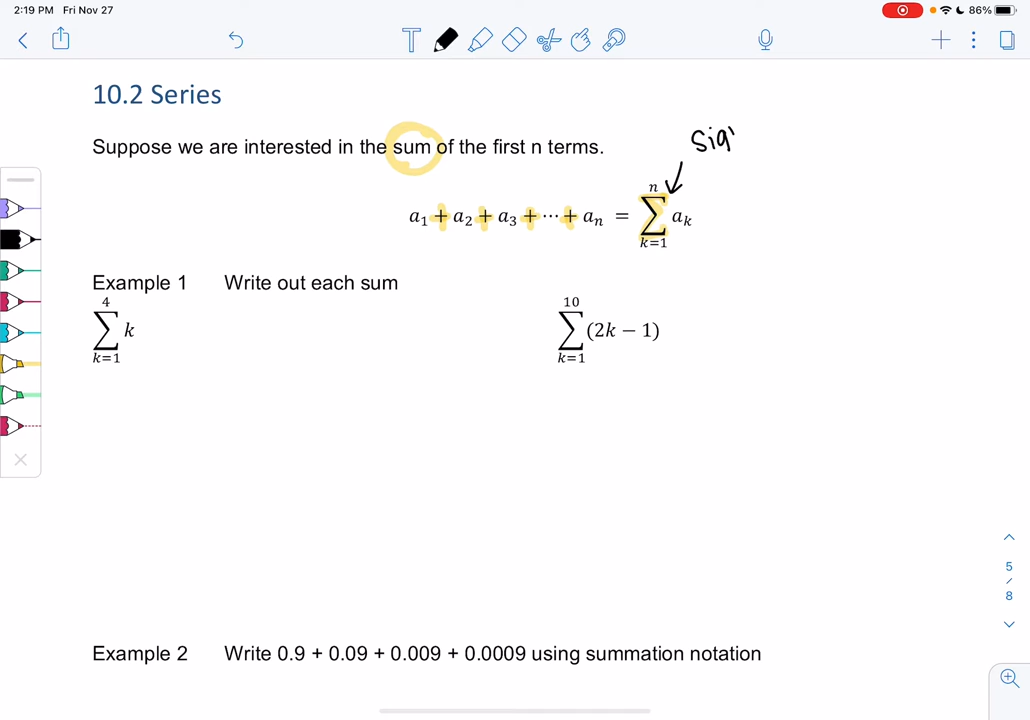 2:19 PM Fri Nov 27
86%
T
10.2 Series
Suppose we are interested in the sum of the first n terms.
sig
a₁ + a₂ + a₃ + ⋯ + aₙ = ∑ₖ₌₁ⁿ aₖ
Example 1 Write out each sum
∑ₖ₌₁⁴ k
∑ₖ₌₁¹⁰ (2k − 1)
5
/
8
Example 2 Write 0.9 + 0.09 + 0.009 + 0.0009 using summation notation